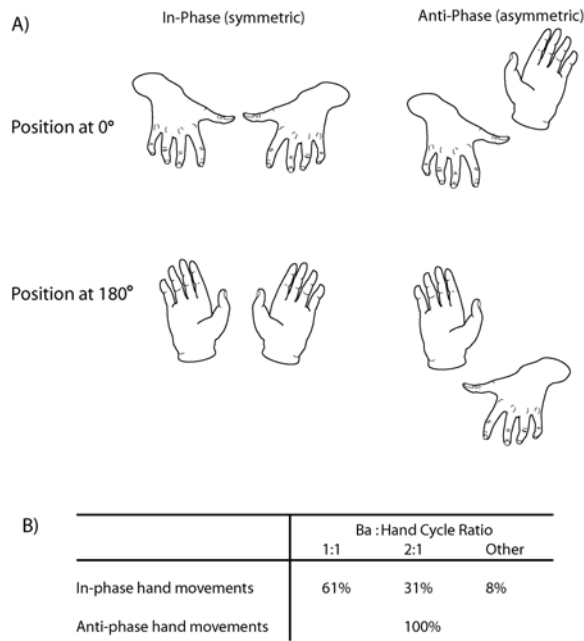 A)
In-Phase (symmetric) Anti-Phase (asymmetric)
Position at 0°
Position at 180°
B)
Ba : Hand Cycle Ratio
1:1 2:1 Other
In-phase hand movements 61% 31% 8%
Anti-phase hand movements 100%